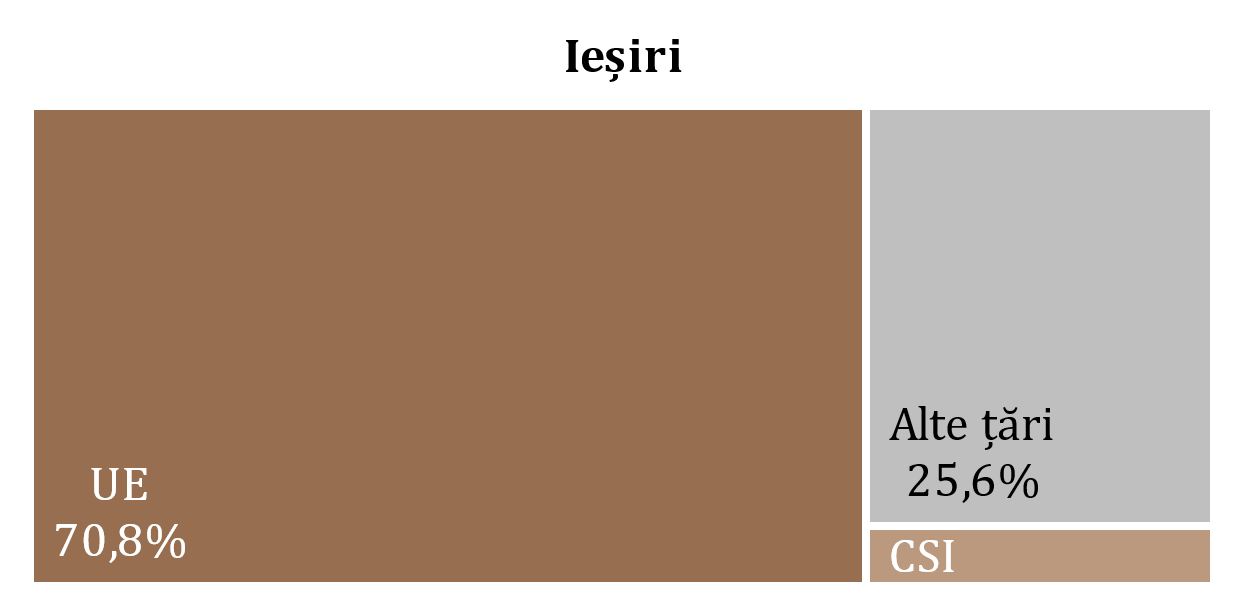 Ieșiri
UE
70,8%
Alte țări
25,6%
CSI